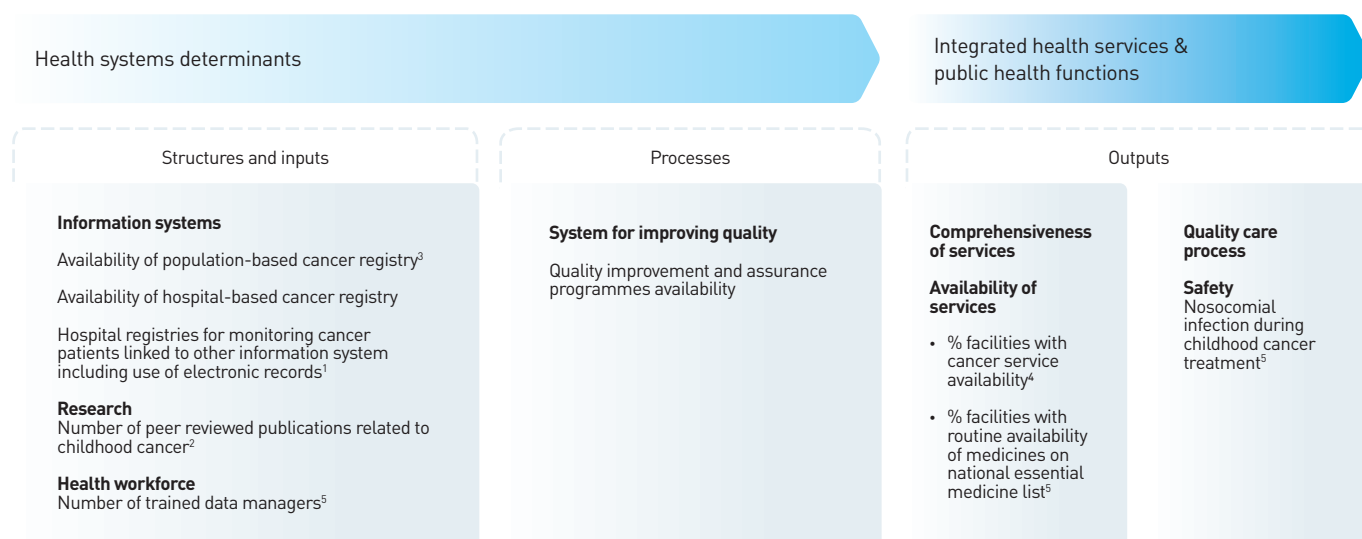 Health systems determinants
Integrated health services &
public health functions
Structures and inputs
Processes
Outputs
Information systems
Availability of population-based cancer registry³
Availability of hospital-based cancer registry
Hospital registries for monitoring cancer
patients linked to other information system
including use of electronic records¹
Research
Number of peer reviewed publications related to
childhood cancer²
Health workforce
Number of trained data managers⁵
System for improving quality
Quality improvement and assurance
programmes availability
Comprehensiveness
of services
Availability of
services
• % facilities with
cancer service
availability⁴
• % facilities with
routine availability
of medicines on
national essential
medicine list⁵
Quality care
process
Safety
Nosocomial
infection during
childhood cancer
treatment⁵